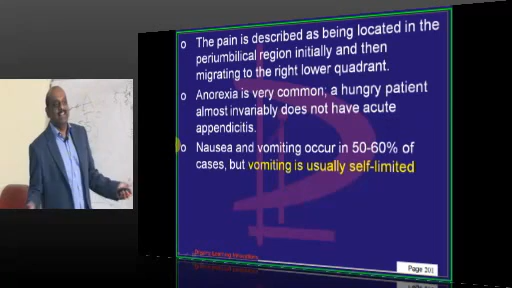 o The pain is described as being located in the
periumbilical region initially and then
migrating to the right lower quadrant.
o Anorexia is very common; a hungry patient
almost invariably does not have acute
appendicitis.
o Nausea and vomiting occur in 50-60% of
cases, but vomiting is usually self-limited
Page 201